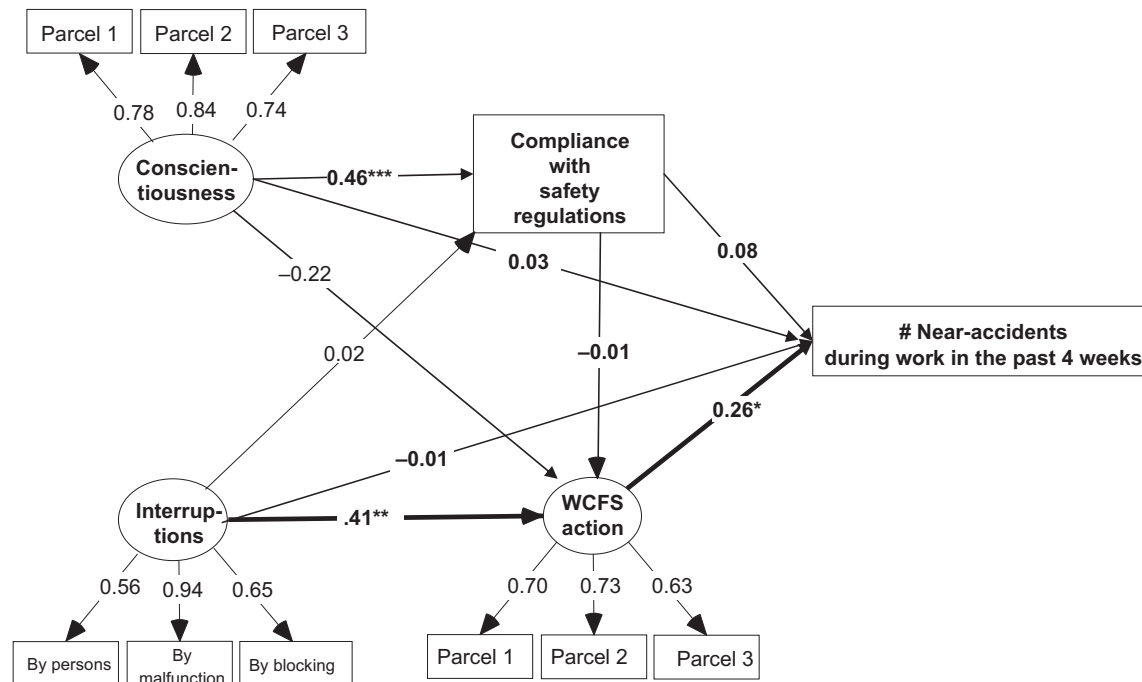 Parcel 1
Parcel 2
Parcel 3
0.78
0.84
0.74
Conscien-
tiousness
0.46***
Compliance
with
safety
regulations
0.08
0.03
–0.22
0.02
–0.01
# Near-accidents
during work in the past 4 weeks
0.26*
–0.01
Interrup-
tions
.41**
WCFS
action
0.56
0.94
0.65
0.70
0.73
0.63
By persons
By
malfunction
By blocking
Parcel 1
Parcel 2
Parcel 3